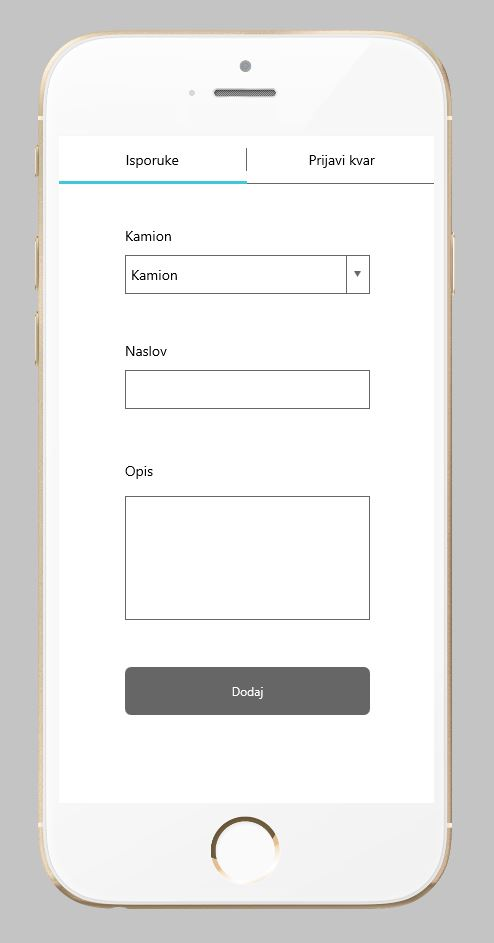 Isporuke Prijavi kvar
Kamion
Kamion
Naslov
Opis
Dodaj